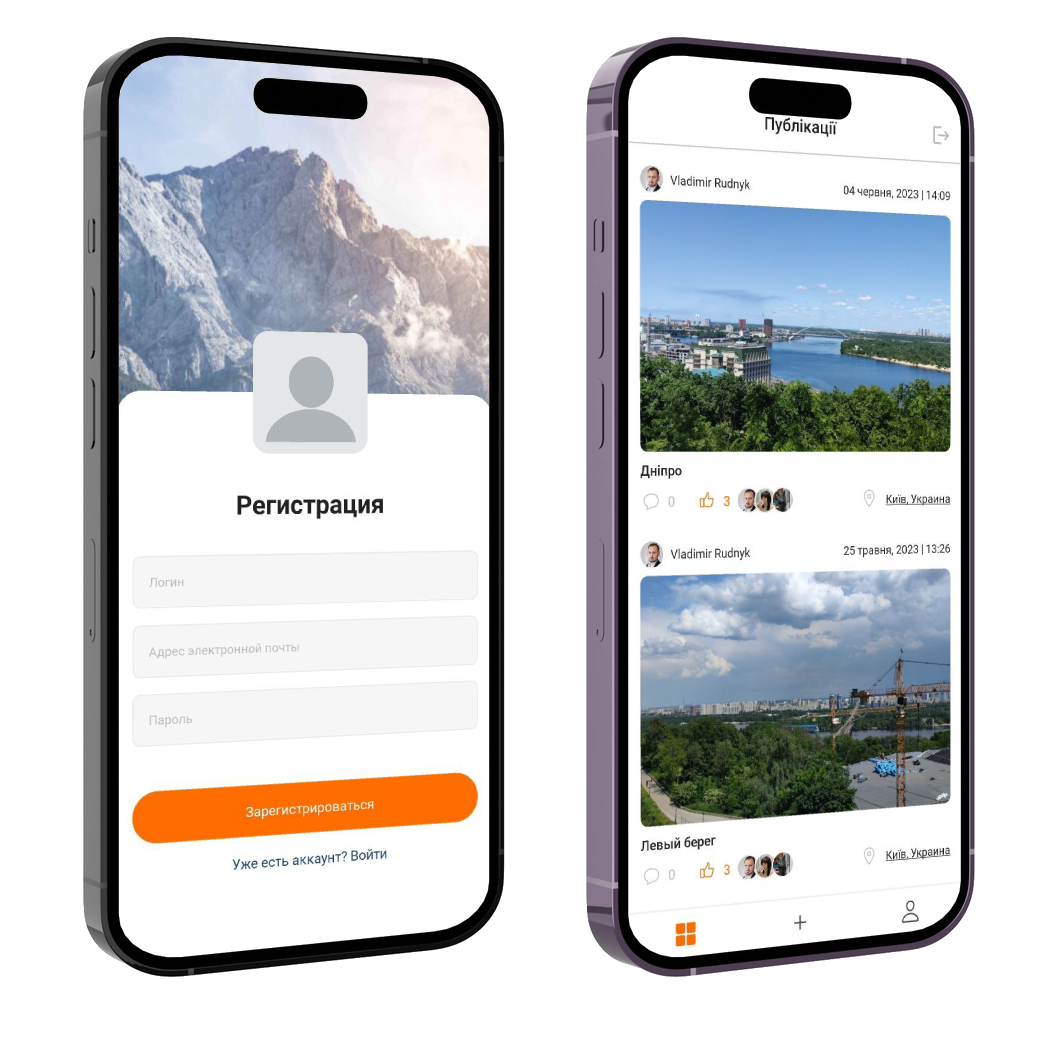 Регистрация
Логин
Адрес электронной почты
Пароль
Зарегистрироваться
Уже есть аккаунт? Войти
Публікації
Vladimir Rudnyk
04 червня, 2023 | 14:09
Дніпро
0 3 Київ, Украина
Vladimir Rudnyk
25 травня, 2023 | 13:26
Левый берег
0 3 Київ, Украина